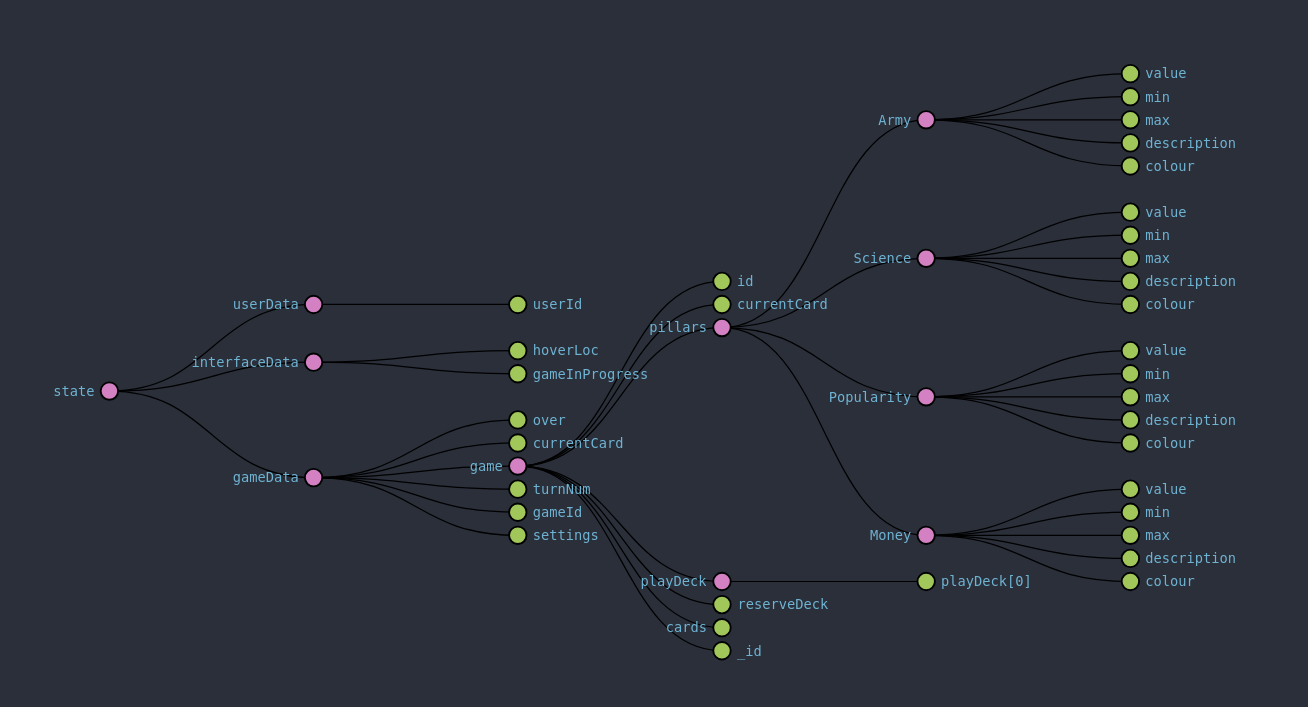 state
userData
userId
interfaceData
hoverLoc
gameInProgress
gameData
over
currentCard
game
id
currentCard
pillars
Army
value
min
max
description
colour
Science
value
min
max
description
colour
Popularity
value
min
max
description
colour
Money
value
min
max
description
colour
playDeck
playDeck[0]
reserveDeck
cards
_id
turnNum
gameId
settings